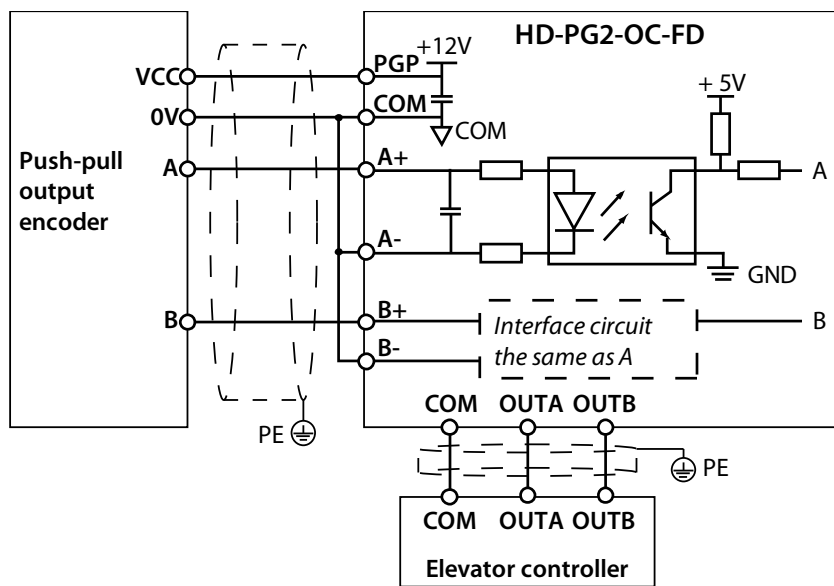 HD-PG2-OC-FD
+12V
VCC
PGP
+ 5V
0V
COM
COM
Push-pull
output
encoder
A
A+
A
A-
GND
B
B+
Interface circuit
the same as A
B
B-
COM OUTA OUTB
PE
PE
COM OUTA OUTB
Elevator controller